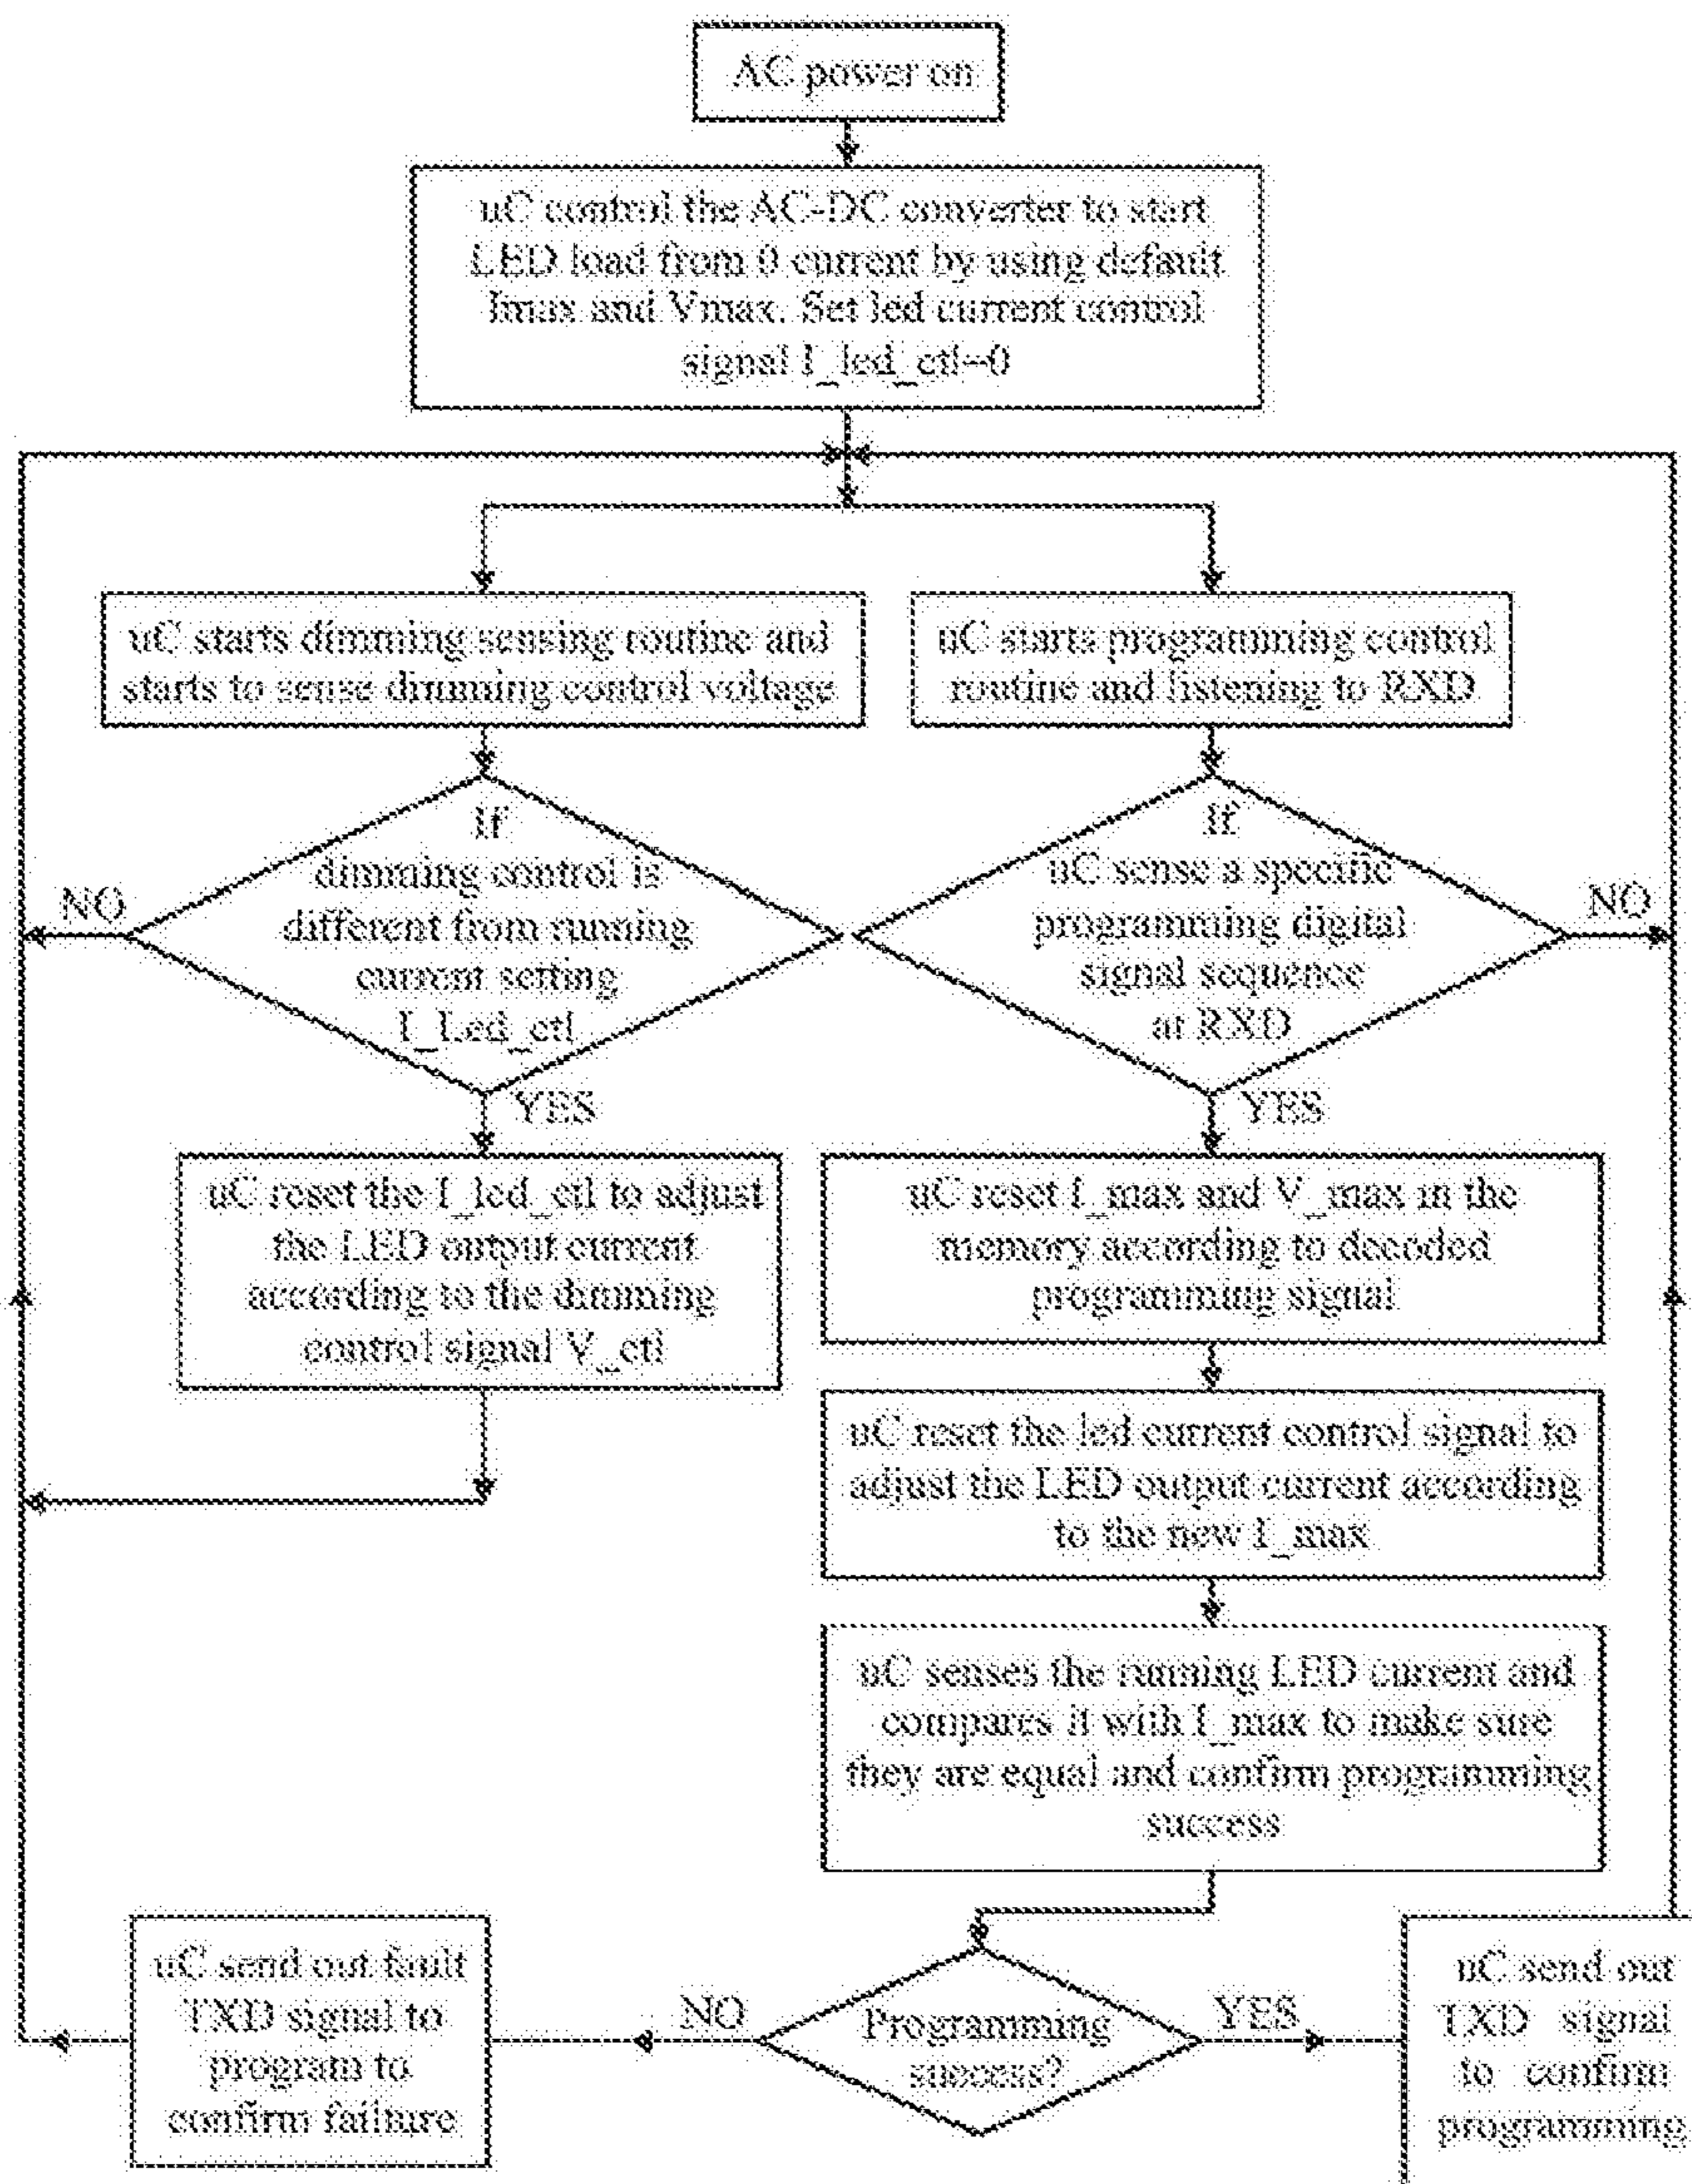 AC power on
uC control the AC-DC converter to start
LED load from 0 current by using default
Imax and Vmax. Set led current control
signal I_led_ctl=0
uC starts dimming sensing routine and
starts to sense dimming control voltage
uC starts programming control
routine and listening to RXD
If
dimming control is
different from running
current setting
I_Led_ctl
NO
YES
If
uC sense a specific
programming digital
signal sequence
at RXD
NO
YES
uC reset the I_led_ctl to adjust
the LED output current
according to the dimming
control signal V_ctl
uC reset I_max and V_max in the
memory according to decoded
programming signal
uC reset the led current control signal to
adjust the LED output current according
to the new I_max
uC senses the running LED current and
compares it with I_max to make sure
they are equal and confirm programming
success
Programming
success?
NO
YES
uC send out fault
TXD signal to
program to
confirm failure
uC send out
TXD signal
to confirm
programming